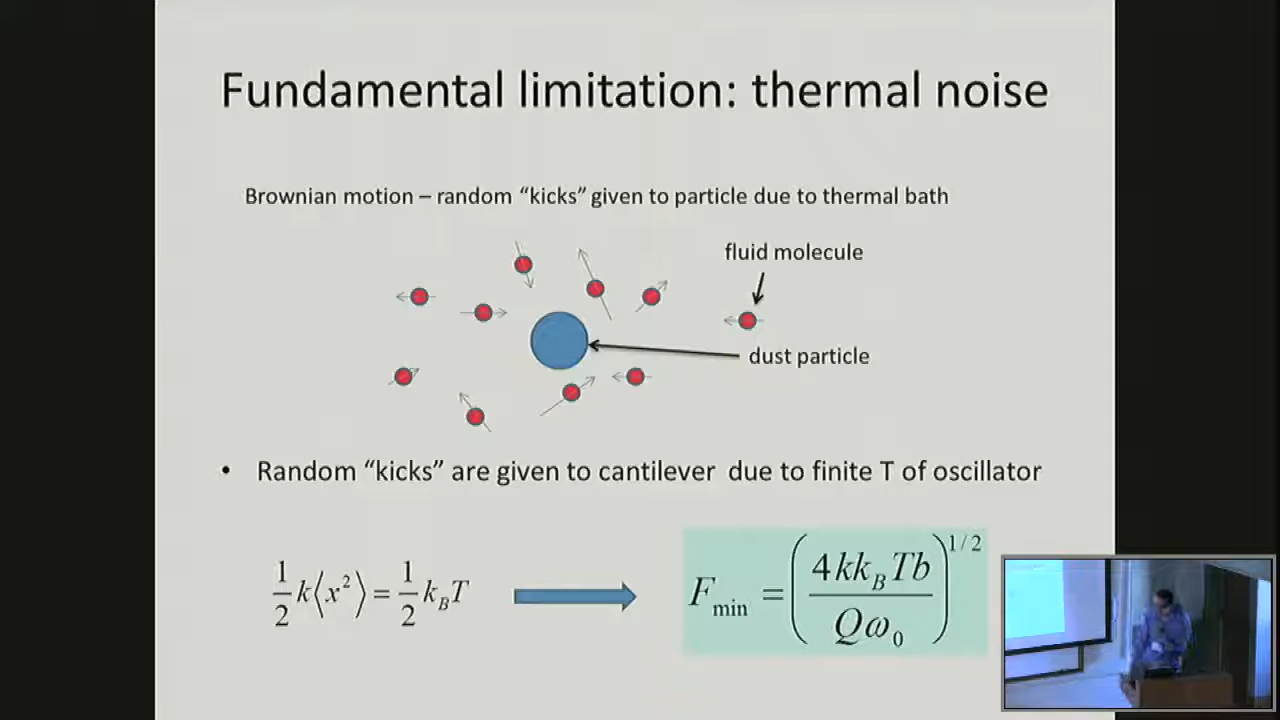 Fundamental limitation: thermal noise
Brownian motion – random “kicks” given to particle due to thermal bath
fluid molecule
dust particle
• Random “kicks” are given to cantilever due to finite T of oscillator
1/2 k⟨x²⟩ = 1/2 k_B T
F_min = (4kk_B Tb / Qω₀)^1/2